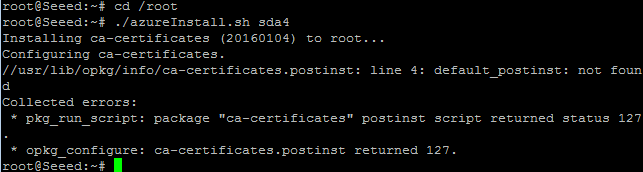 root@Seeed:~# cd /root
root@Seeed:~# ./azureInstall.sh sda4
Installing ca-certificates (20160104) to root...
Configuring ca-certificates.
//usr/lib/opkg/info/ca-certificates.postinst: line 4: default_postinst: not foun
d
Collected errors:
 * pkg_run_script: package "ca-certificates" postinst script returned status 127
.
 * opkg_configure: ca-certificates.postinst returned 127.
root@Seeed:~#